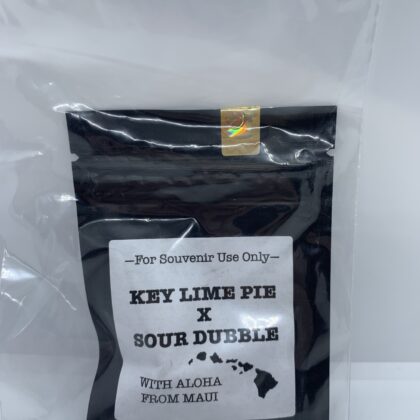 —For Souvenir Use Only—
KEY LIME PIE
X
SOUR DUBBLE
WITH ALOHA
FROM MAUI